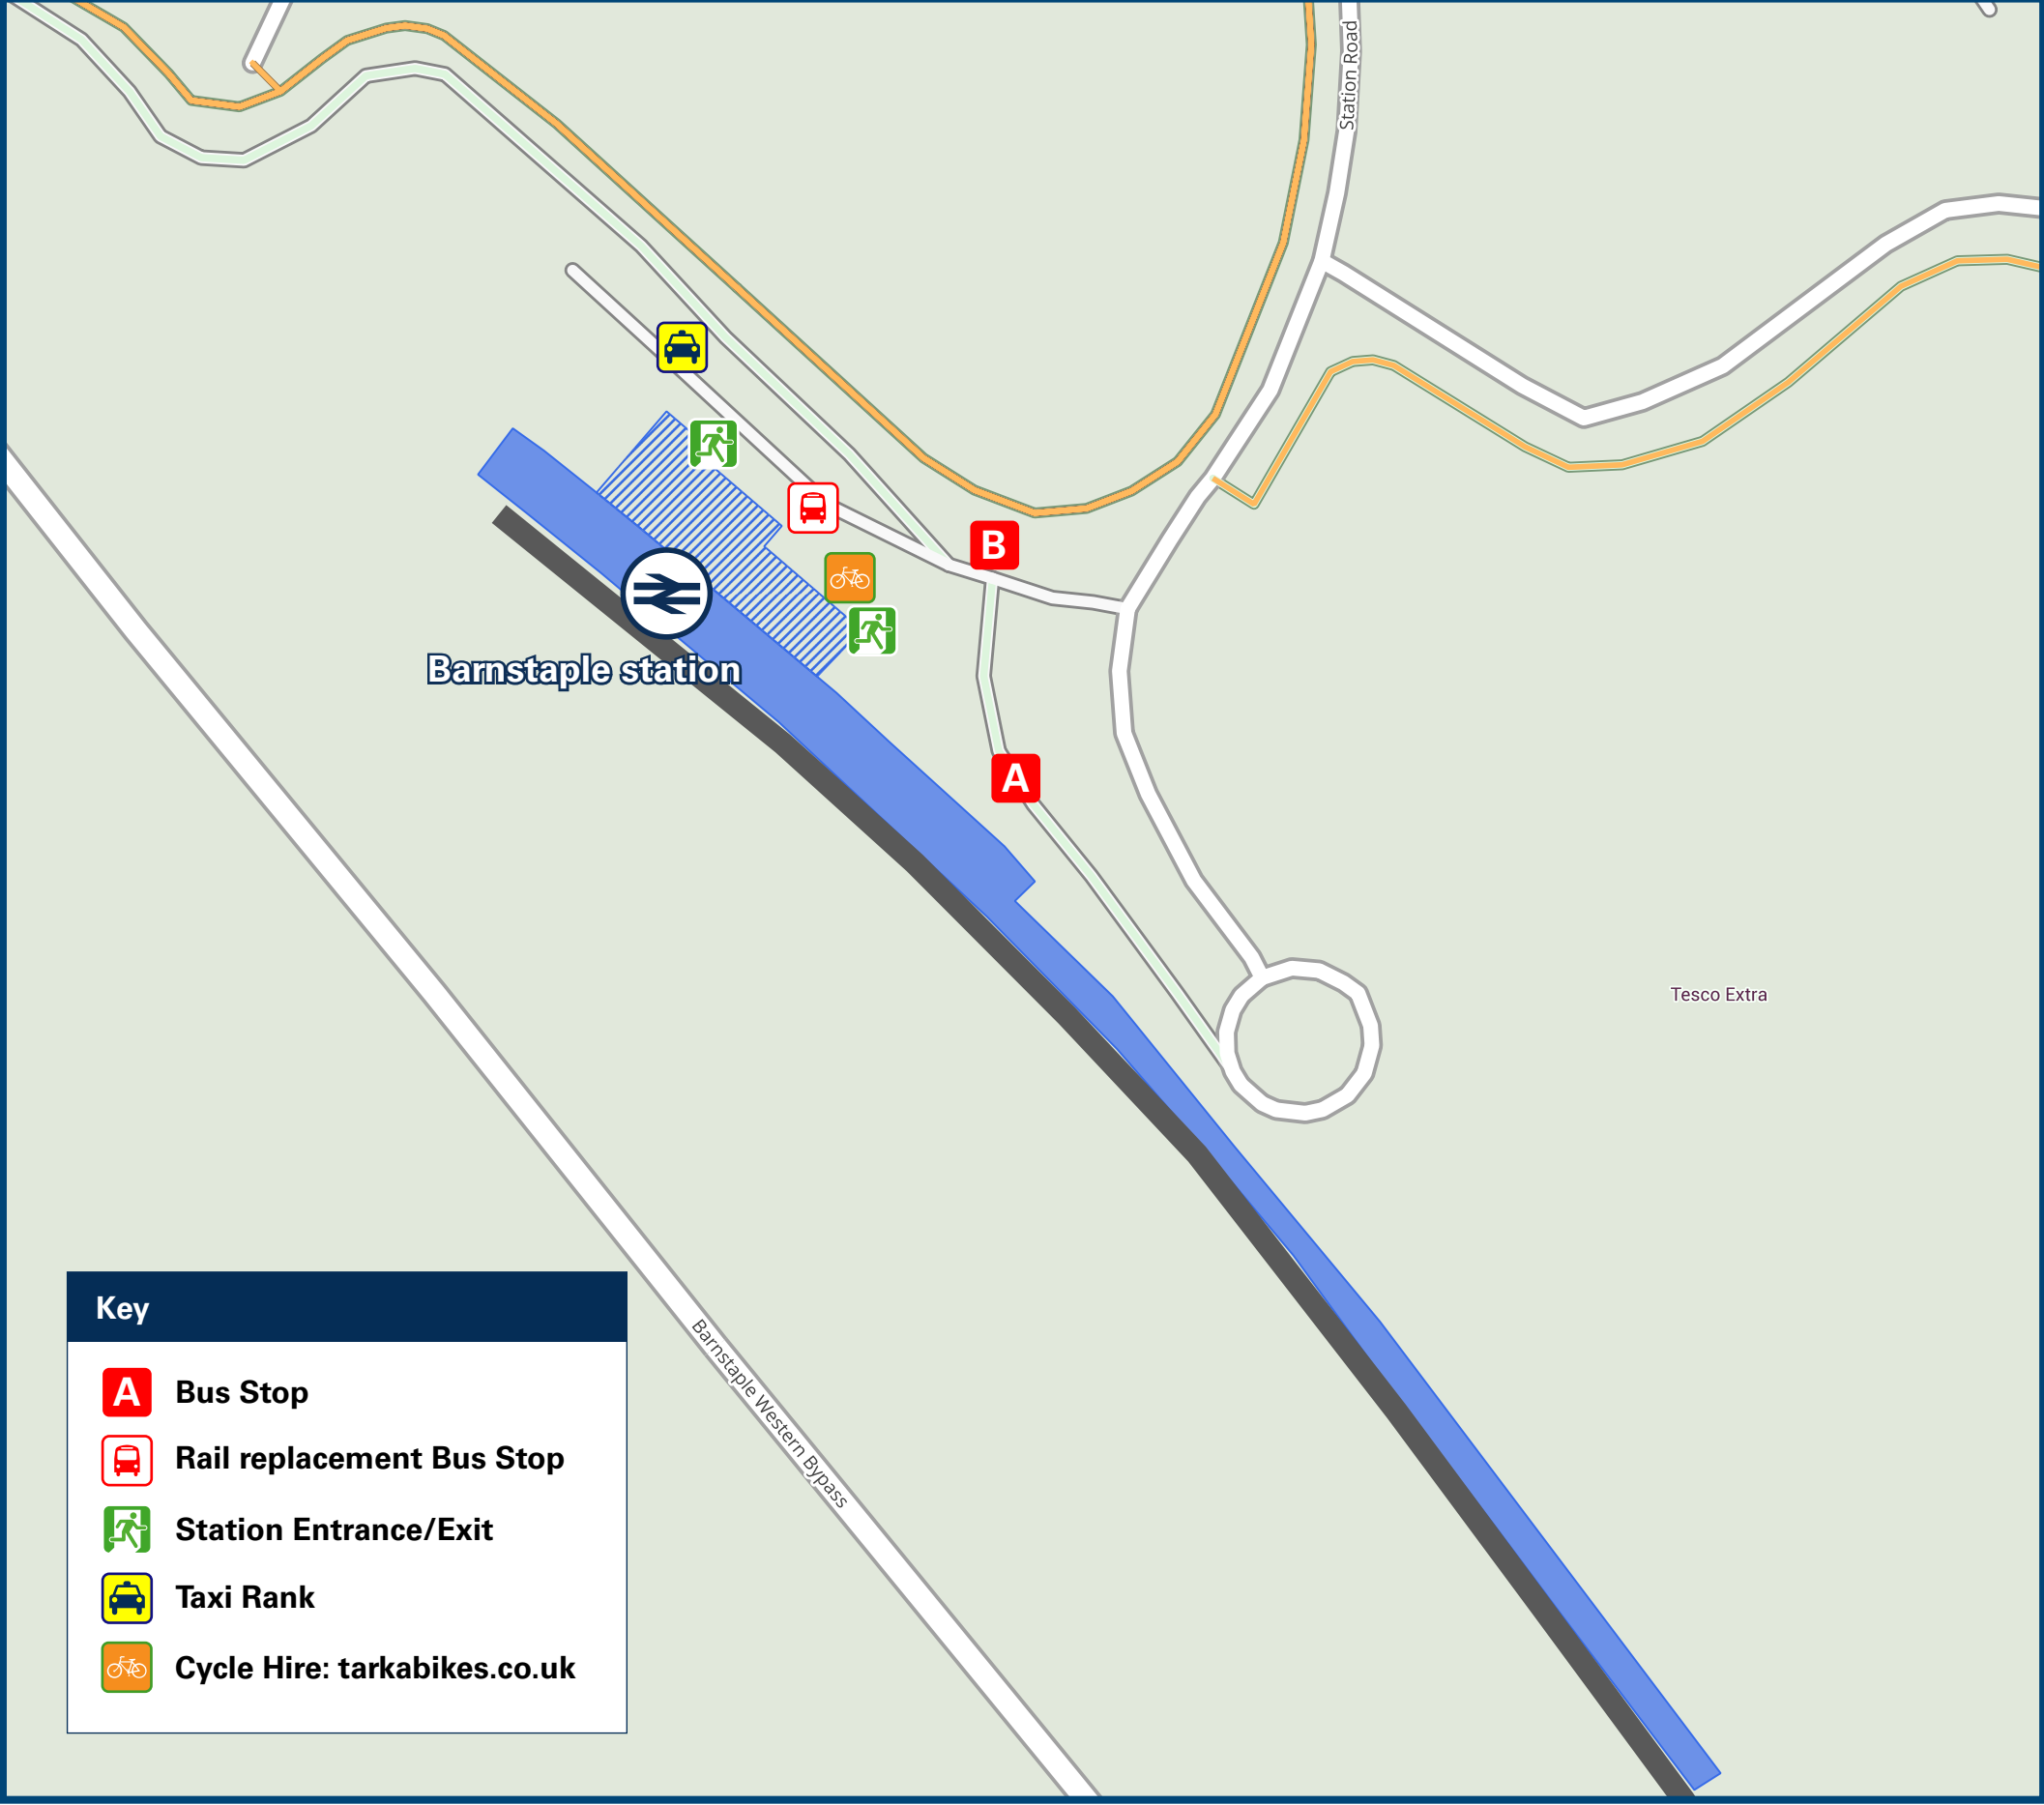 Station Road
B
Barnstaple station
A
Tesco Extra
Barnstaple Western Bypass
Key
A Bus Stop
Rail replacement Bus Stop
Station Entrance/Exit
Taxi Rank
Cycle Hire: tarkabikes.co.uk